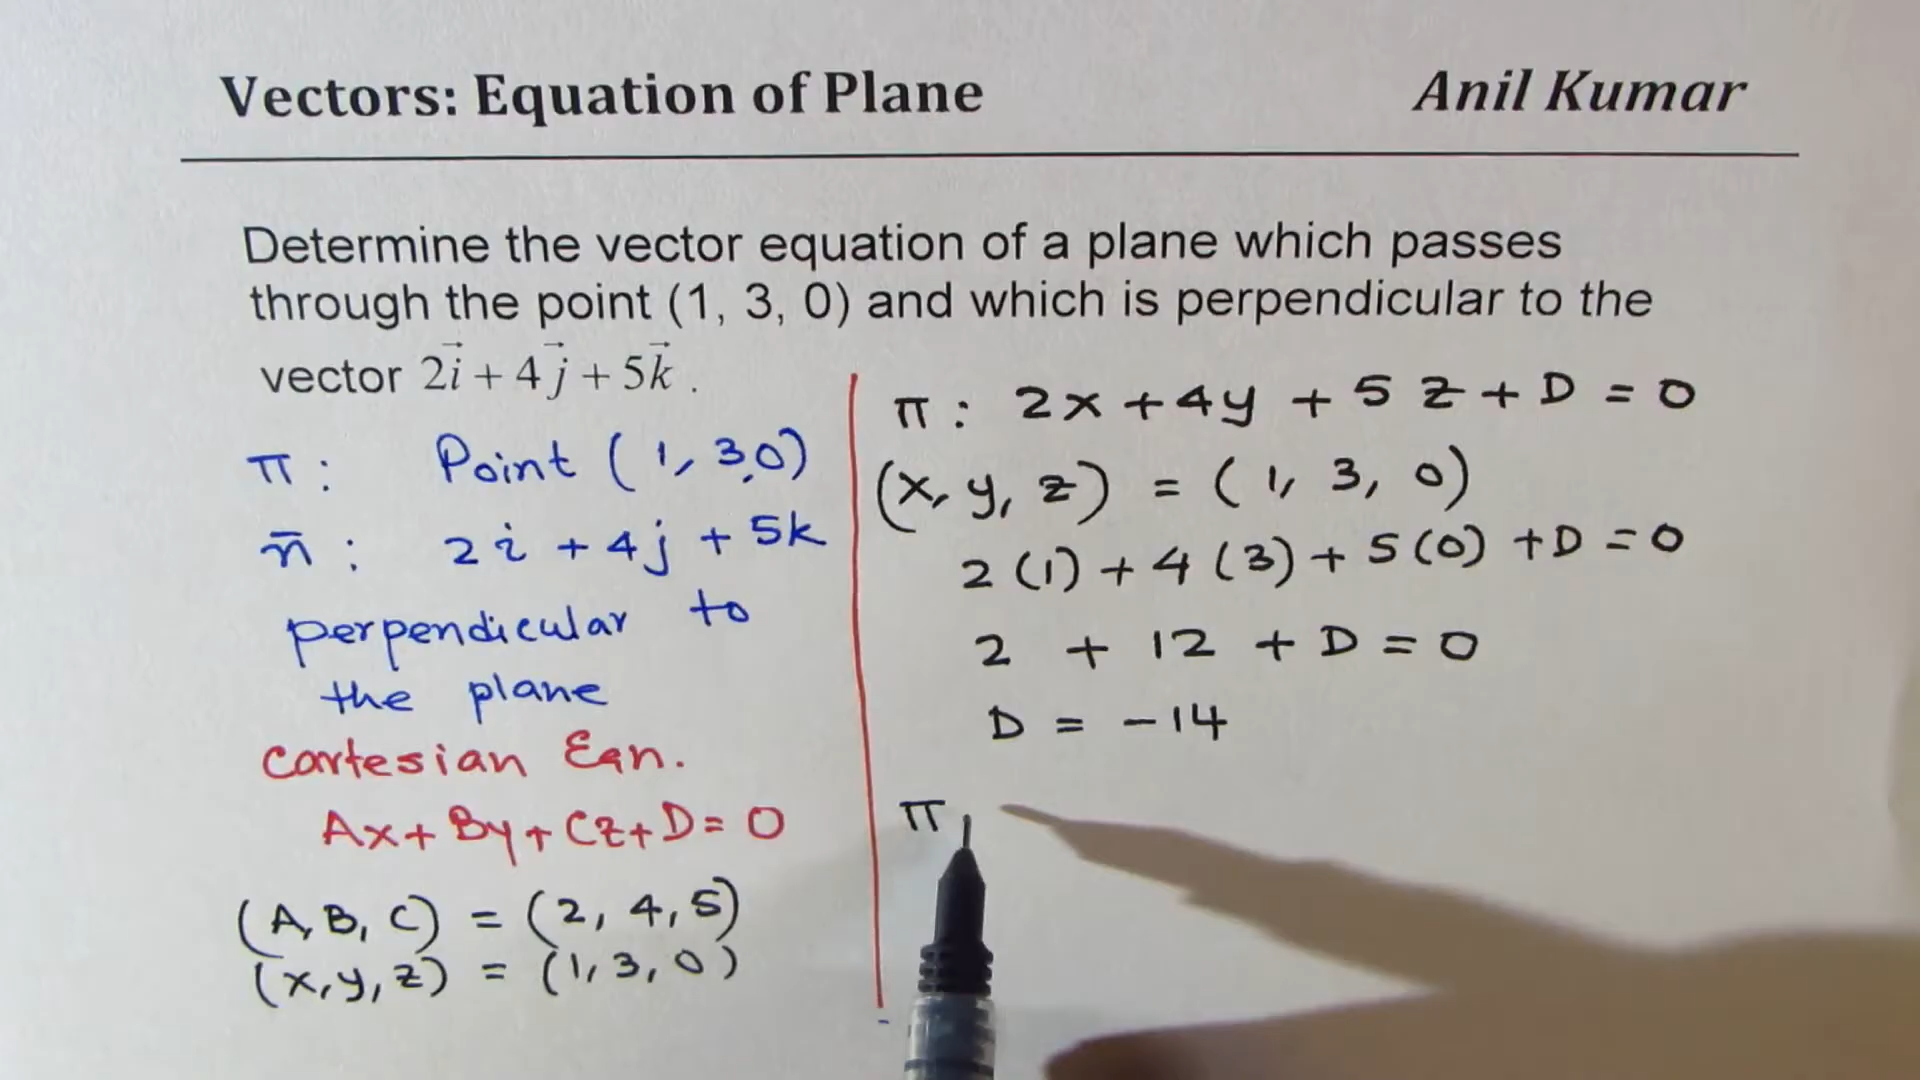 Vectors: Equation of Plane
Anil Kumar
Determine the vector equation of a plane which passes
through the point (1, 3, 0) and which is perpendicular to the
vector 2i⃗ + 4j⃗ + 5k⃗ .
π : Point (1, 3,0)
n̄ : 2i + 4j + 5k
perpendicular to
the plane
Cartesian Eqn.
Ax + By + Cz + D = 0
(A, B, C) = (2, 4, 5)
(x, y, z) = (1, 3, 0)
π : 2x + 4y + 5z + D = 0
(x, y, z) = (1, 3, 0)
2(1) + 4(3) + 5(0) + D = 0
2 + 12 + D = 0
D = -14
π